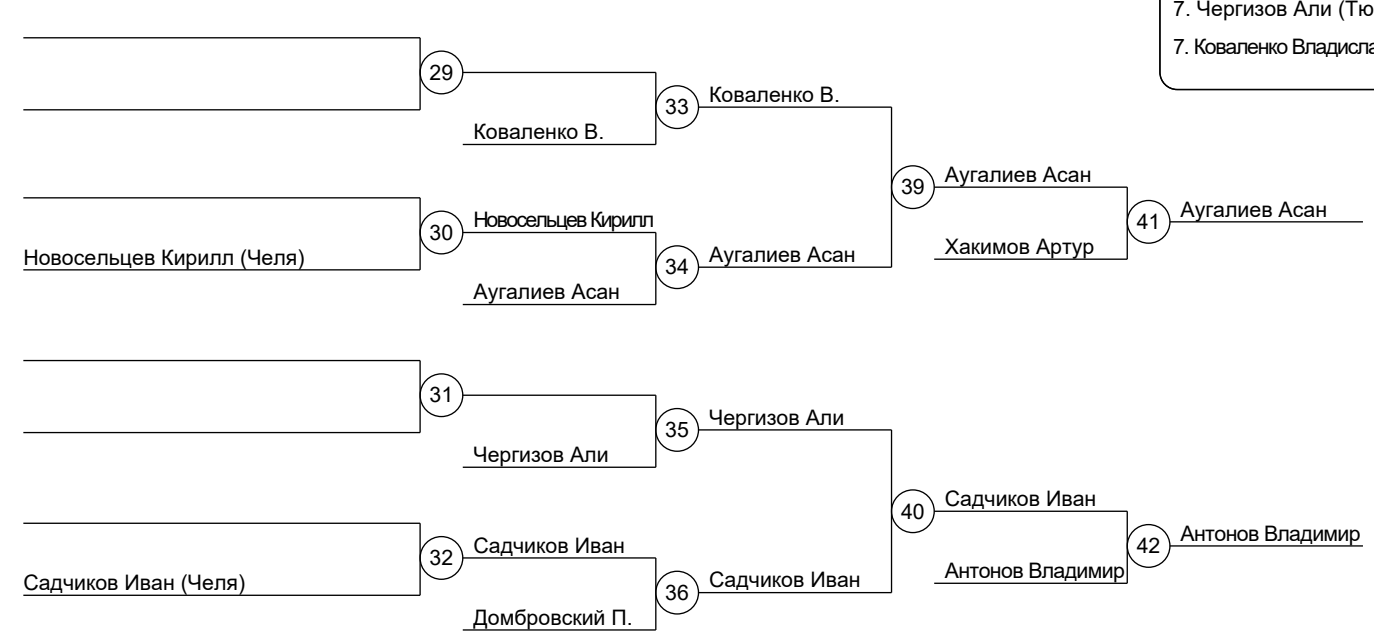 7. Чергизов Али (Тю
7. Коваленко Владисла
29
Коваленко В.
33
Коваленко В.
39
Аугалиев Асан
41
Аугалиев Асан
Новосельцев Кирилл (Челя)
30
Новосельцев Кирилл
34
Аугалиев Асан
Аугалиев Асан
Хакимов Артур
31
Чергизов Али
35
Чергизов Али
40
Садчиков Иван
42
Антонов Владимир
Садчиков Иван (Челя)
32
Садчиков Иван
36
Садчиков Иван
Домбровский П.
Антонов Владимир